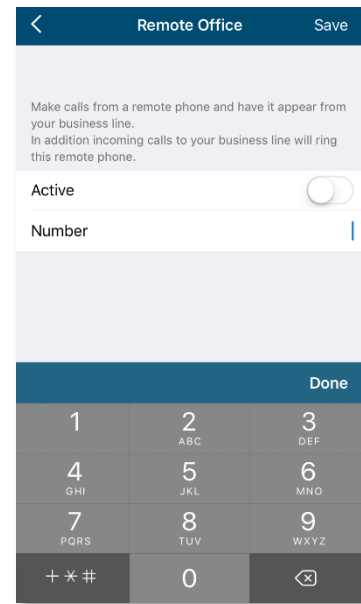 Remote Office Save
Make calls from a remote phone and have it appear from
your business line.
In addition incoming calls to your business line will ring
this remote phone.
Active
Number
Done
1 2 3
ABC DEF
4 5 6
GHI JKL MNO
7 8 9
PQRS TUV WXYZ
+ * # 0